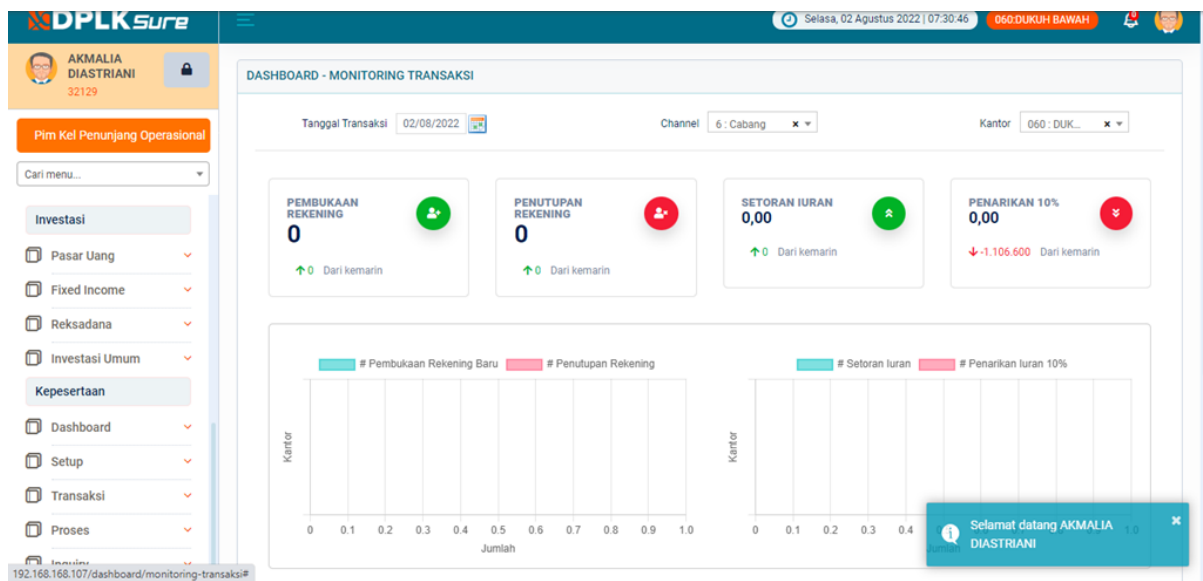 DPLKSure
Selasa, 02 Agustus 2022 | 07:30:46
060:DUKUH BAWAH
AKMALIA
DIASTRIANI
32129
Pim Kel Penunjang Operasional
Cari menu...
Investasi
Pasar Uang
Fixed Income
Reksadana
Investasi Umum
Kepesertaan
Dashboard
Setup
Transaksi
Proses
Inquiry
192.168.168.107/dashboard/monitoring-transaksi#
DASHBOARD - MONITORING TRANSAKSI
Tanggal Transaksi 02/08/2022
Channel 6 : Cabang x
Kantor 060 : DUK... x
PEMBUKAAN
REKENING
0
0 Dari kemarin
PENUTUPAN
REKENING
0
0 Dari kemarin
SETORAN IURAN
0,00
0 Dari kemarin
PENARIKAN 10%
0,00
-1.106.600 Dari kemarin
# Pembukaan Rekening Baru # Penutupan Rekening
Kantor
0 0.1 0.2 0.3 0.4 0.5 0.6 0.7 0.8 0.9 1.0
Jumlah
# Setoran Iuran # Penarikan Iuran 10%
Kantor
0 0.1 0.2 0.3 0.4 1.0
Jumlah
Selamat datang AKMALIA
DIASTRIANI